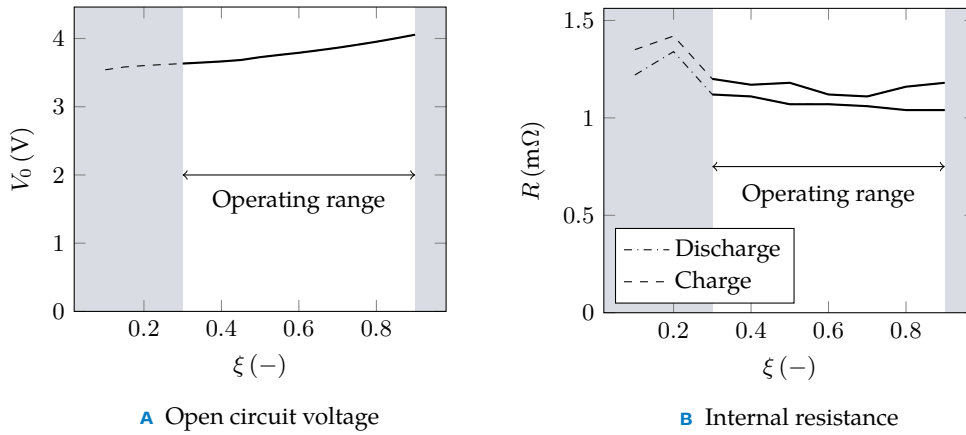 4
3
2
1
0
V₀ (V)
Operating range
0.2 0.4 0.6 0.8
ξ (−)
A Open circuit voltage
1.5
1
0.5
0
R (mΩ)
Operating range
Discharge
Charge
0.2 0.4 0.6 0.8
ξ (−)
B Internal resistance